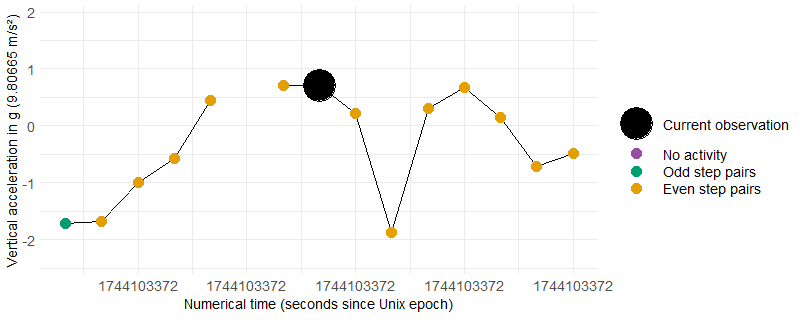 Vertical acceleration in g (9.80665 m/s²)
2
1
0
-1
-2
1744103372 1744103372 1744103372 1744103372 1744103372
Numerical time (seconds since Unix epoch)
Current observation
No activity
Odd step pairs
Even step pairs